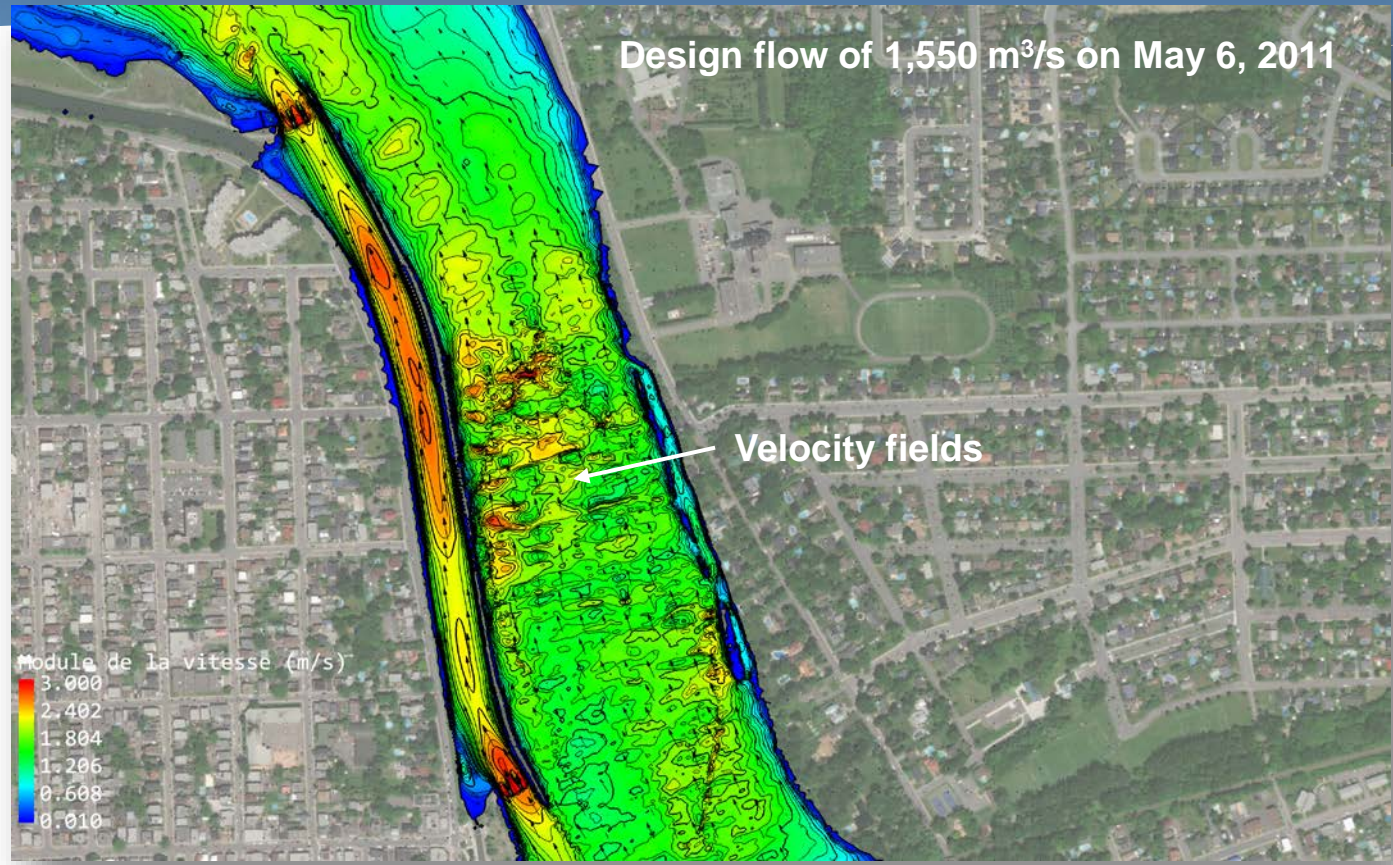 Design flow of 1,550 m³/s on May 6, 2011
Velocity fields
Module de la vitesse (m/s)
3.000
2.402
1.804
1.206
0.608
0.010